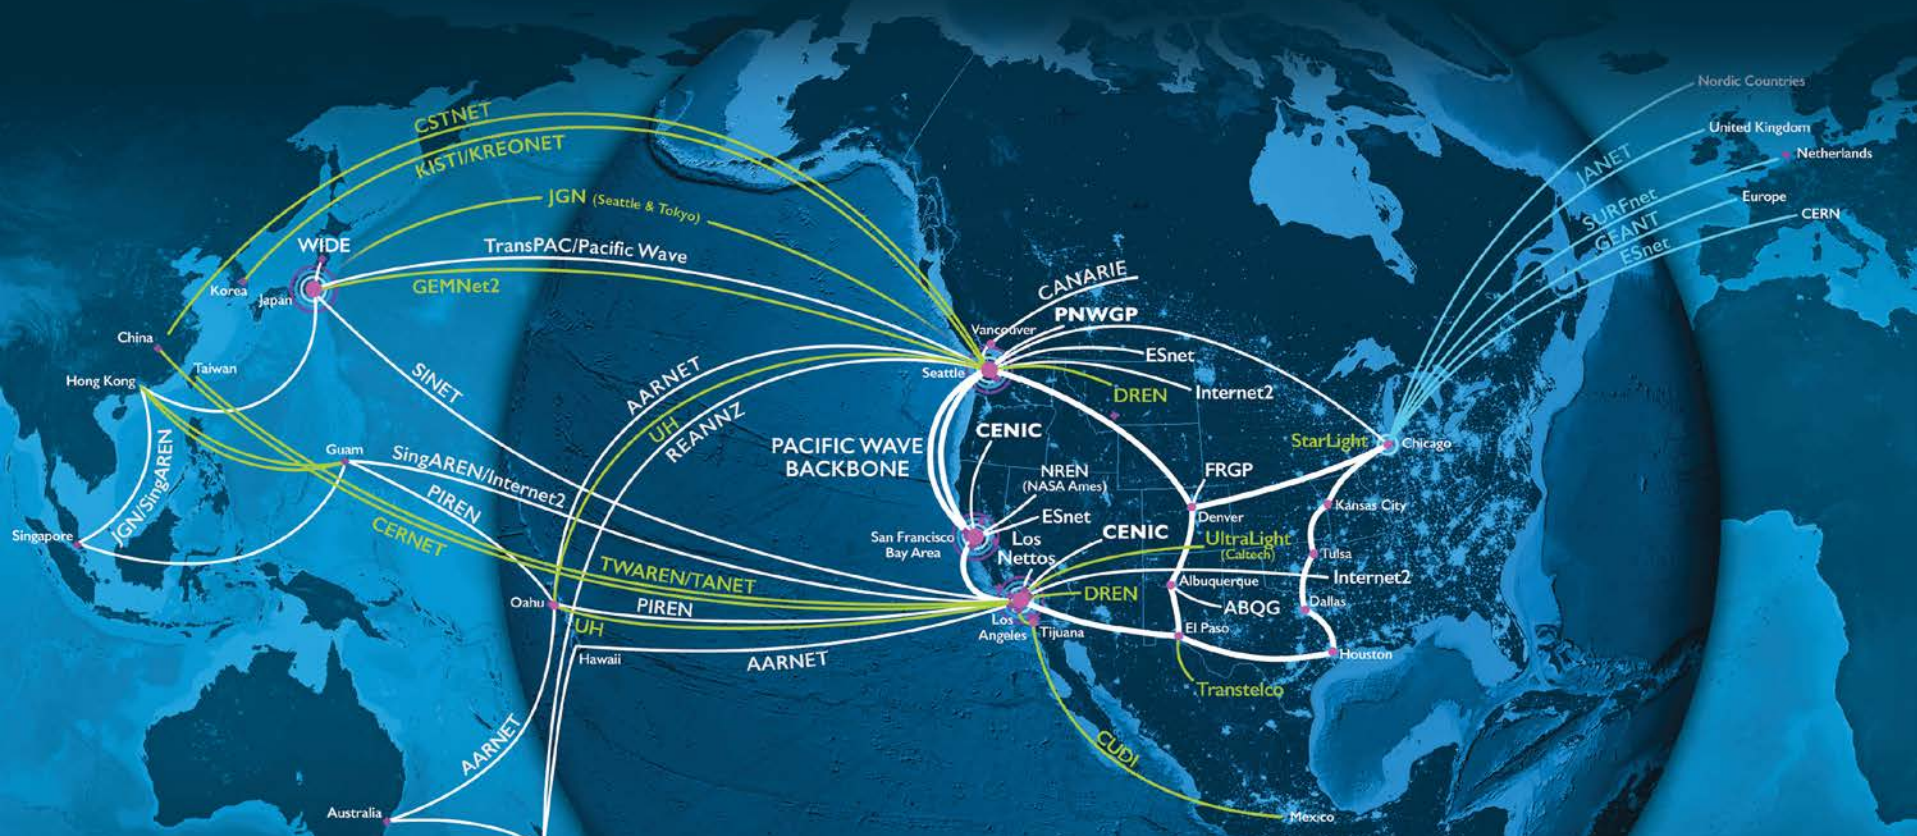 Nordic Countries
CSTNET
United Kingdom
KISTI/KREONET
JANET
Netherlands
JGN (Seattle & Tokyo)
SURFnet
Europe
GEANT
CERN
ESnet
WIDE
TransPAC/Pacific Wave
Korea
Japan
GEMNet2
CANARIE
PNWGP
Vancouver
China
ESnet
Taiwan
Hong Kong
SINET
AARNET
Seattle
DREN
Internet2
UH
REANNZ
CENIC
StarLight
Chicago
PACIFIC WAVE
BACKBONE
Guam
SingAREN/Internet2
NREN
(NASA Ames)
FRGP
JGN/SingAREN
PIREN
Kansas City
ESnet
Denver
Singapore
CERNET
San Francisco
Bay Area
Los
Nettos
CENIC
UltraLight
(Caltech)
Tulsa
TWAREN/TANET
Albuquerque
Internet2
DREN
Oahu
PIREN
ABQG
Dallas
UH
Los
Angeles
Tijuana
El Paso
Hawaii
AARNET
Houston
Transtelco
AARNET
CUDI
Australia
Mexico